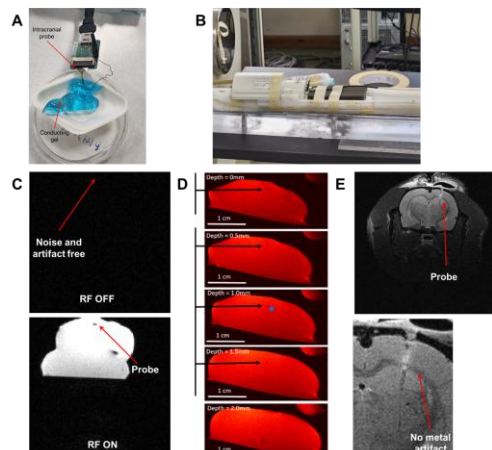 A
Intracranial
probe
Conducting
gel
B
C
Noise and
artifact free
RF OFF
Probe
RF ON
D
Depth = 0mm
1 cm
Depth = 0.5mm
1 cm
Depth = 1.0mm
1 cm
Depth = 1.5mm
1 cm
Depth = 2.0mm
E
Probe
No metal
artifact